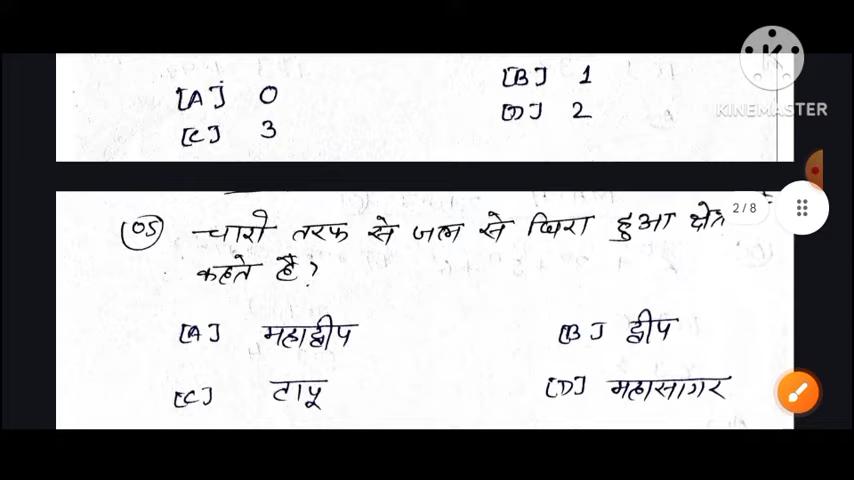 [A] 0 [B] 1
[C] 3 [D] 2
K
KINEMASTER
2/8
05 चारो तरफ से जल से घिरा हुआ क्षेत्र
कहते है?
[A] महाद्वीप [B] द्वीप
[C] टापू [D] महासागर